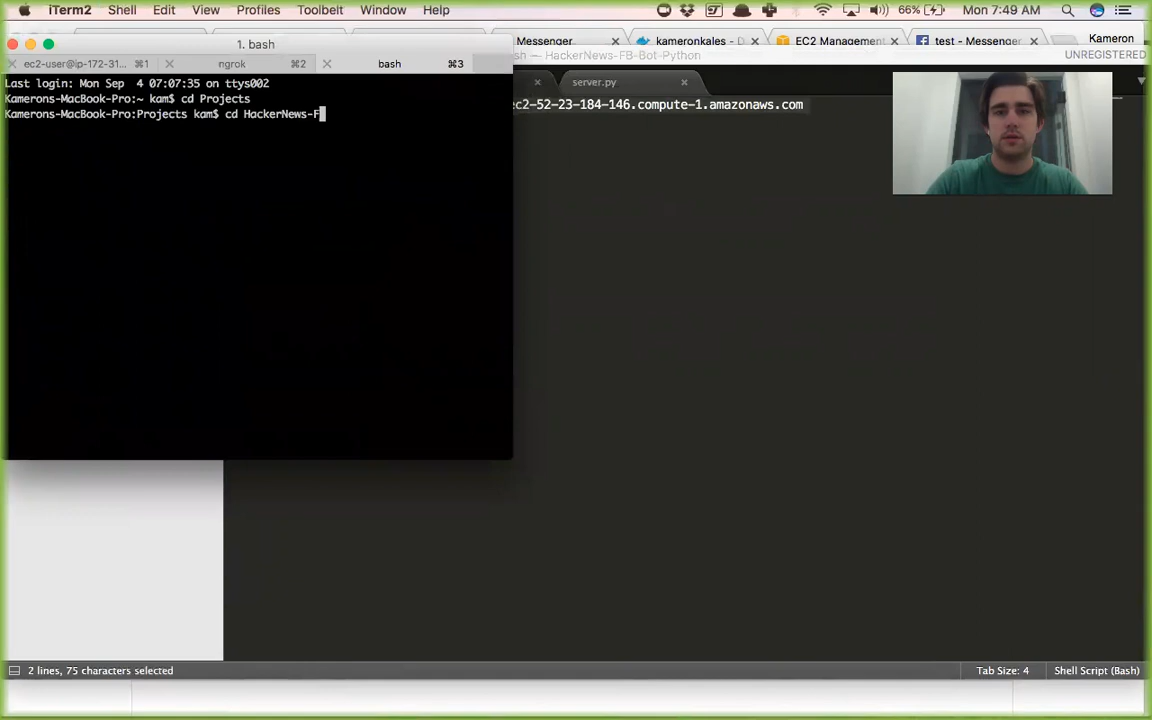 iTerm2 Shell Edit View Profiles Toolbelt Window Help 66% Mon 7:49 AM
1. bash
Messenger kameronkales - D EC2 Management test - Messenger Kameron
HackerNews-FB-Bot-Python UNREGISTERED
ec2-user@ip-172-31... ⌘1 ngrok ⌘2 bash ⌘3
server.py
Last login: Mon Sep  4 07:07:35 on ttys002
Kamerons-MacBook-Pro:~ kam$ cd Projects
ec2-52-23-184-146.compute-1.amazonaws.com
Kamerons-MacBook-Pro:Projects kam$ cd HackerNews-F
2 lines, 75 characters selected Tab Size: 4 Shell Script (Bash)